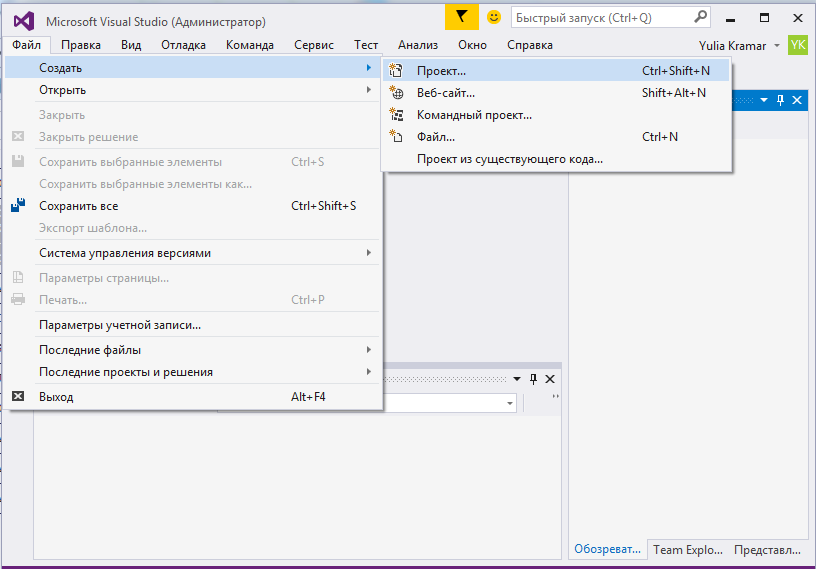 Microsoft Visual Studio (Администратор)
Быстрый запуск (Ctrl+Q)
Файл Правка Вид Отладка Команда Сервис Тест Анализ Окно Справка Yulia Kramar YK
Создать
Проект... Ctrl+Shift+N
Открыть
Веб-сайт... Shift+Alt+N
Закрыть
Командный проект...
Закрыть решение
Файл... Ctrl+N
Сохранить выбранные элементы Ctrl+S
Проект из существующего кода...
Сохранить выбранные элементы как...
Сохранить все Ctrl+Shift+S
Экспорт шаблона...
Система управления версиями
Параметры страницы...
Печать... Ctrl+P
Параметры учетной записи...
Последние файлы
Последние проекты и решения
Выход Alt+F4
Обозреват... Team Explo... Представл...